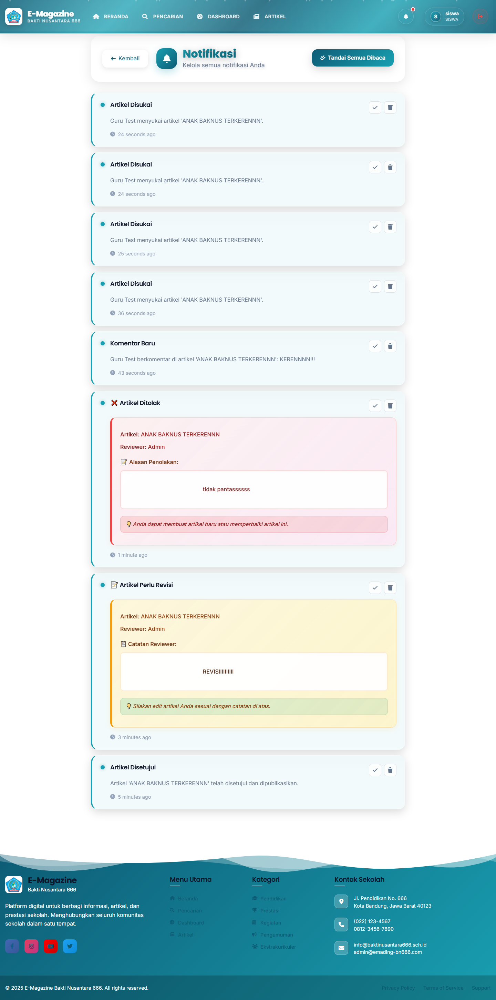 E-Magazine
BAKTI NUSANTARA 666
BERANDA
PENCARIAN
DASHBOARD
ARTIKEL
S
siswa
SISWA
Kembali
Notifikasi
Kelola semua notifikasi Anda
Tandai Semua Dibaca
Artikel Disukai
Guru Test menyukai artikel 'ANAK BAKNUS TERKERENNN'.
24 seconds ago
Artikel Disukai
Guru Test menyukai artikel 'ANAK BAKNUS TERKERENNN'.
24 seconds ago
Artikel Disukai
Guru Test menyukai artikel 'ANAK BAKNUS TERKERENNN'.
25 seconds ago
Artikel Disukai
Guru Test menyukai artikel 'ANAK BAKNUS TERKERENNN'.
36 seconds ago
Komentar Baru
Guru Test berkomentar di artikel 'ANAK BAKNUS TERKERENNN': KERENNNN!!!
43 seconds ago
❌ Artikel Ditolak
Artikel: ANAK BAKNUS TERKERENNN
Reviewer: Admin
📝 Alasan Penolakan:
tidak pantassssss
💡 Anda dapat membuat artikel baru atau memperbaiki artikel ini.
1 minute ago
📝 Artikel Perlu Revisi
Artikel: ANAK BAKNUS TERKERENNN
Reviewer: Admin
📋 Catatan Reviewer:
REVISIIIIIIIIII
💡 Silakan edit artikel Anda sesuai dengan catatan di atas.
3 minutes ago
Artikel Disetujui
Artikel 'ANAK BAKNUS TERKERENNN' telah disetujui dan dipublikasikan.
5 minutes ago
E-Magazine
Bakti Nusantara 666
Platform digital untuk berbagi informasi, artikel, dan
prestasi sekolah. Menghubungkan seluruh komunitas
sekolah dalam satu tempat.
Menu Utama
Beranda
Pencarian
Dashboard
Artikel
Kategori
Pendidikan
Prestasi
Kegiatan
Pengumuman
Ekstrakurikuler
Kontak Sekolah
Jl. Pendidikan No. 666
Kota Bandung, Jawa Barat 40123
(022) 123-4567
0812-3456-7890
info@baktinusantara666.sch.id
admin@emading-bn666.com
© 2025 E-Magazine Bakti Nusantara 666. All rights reserved.
Privacy Policy
Terms of Service
Support